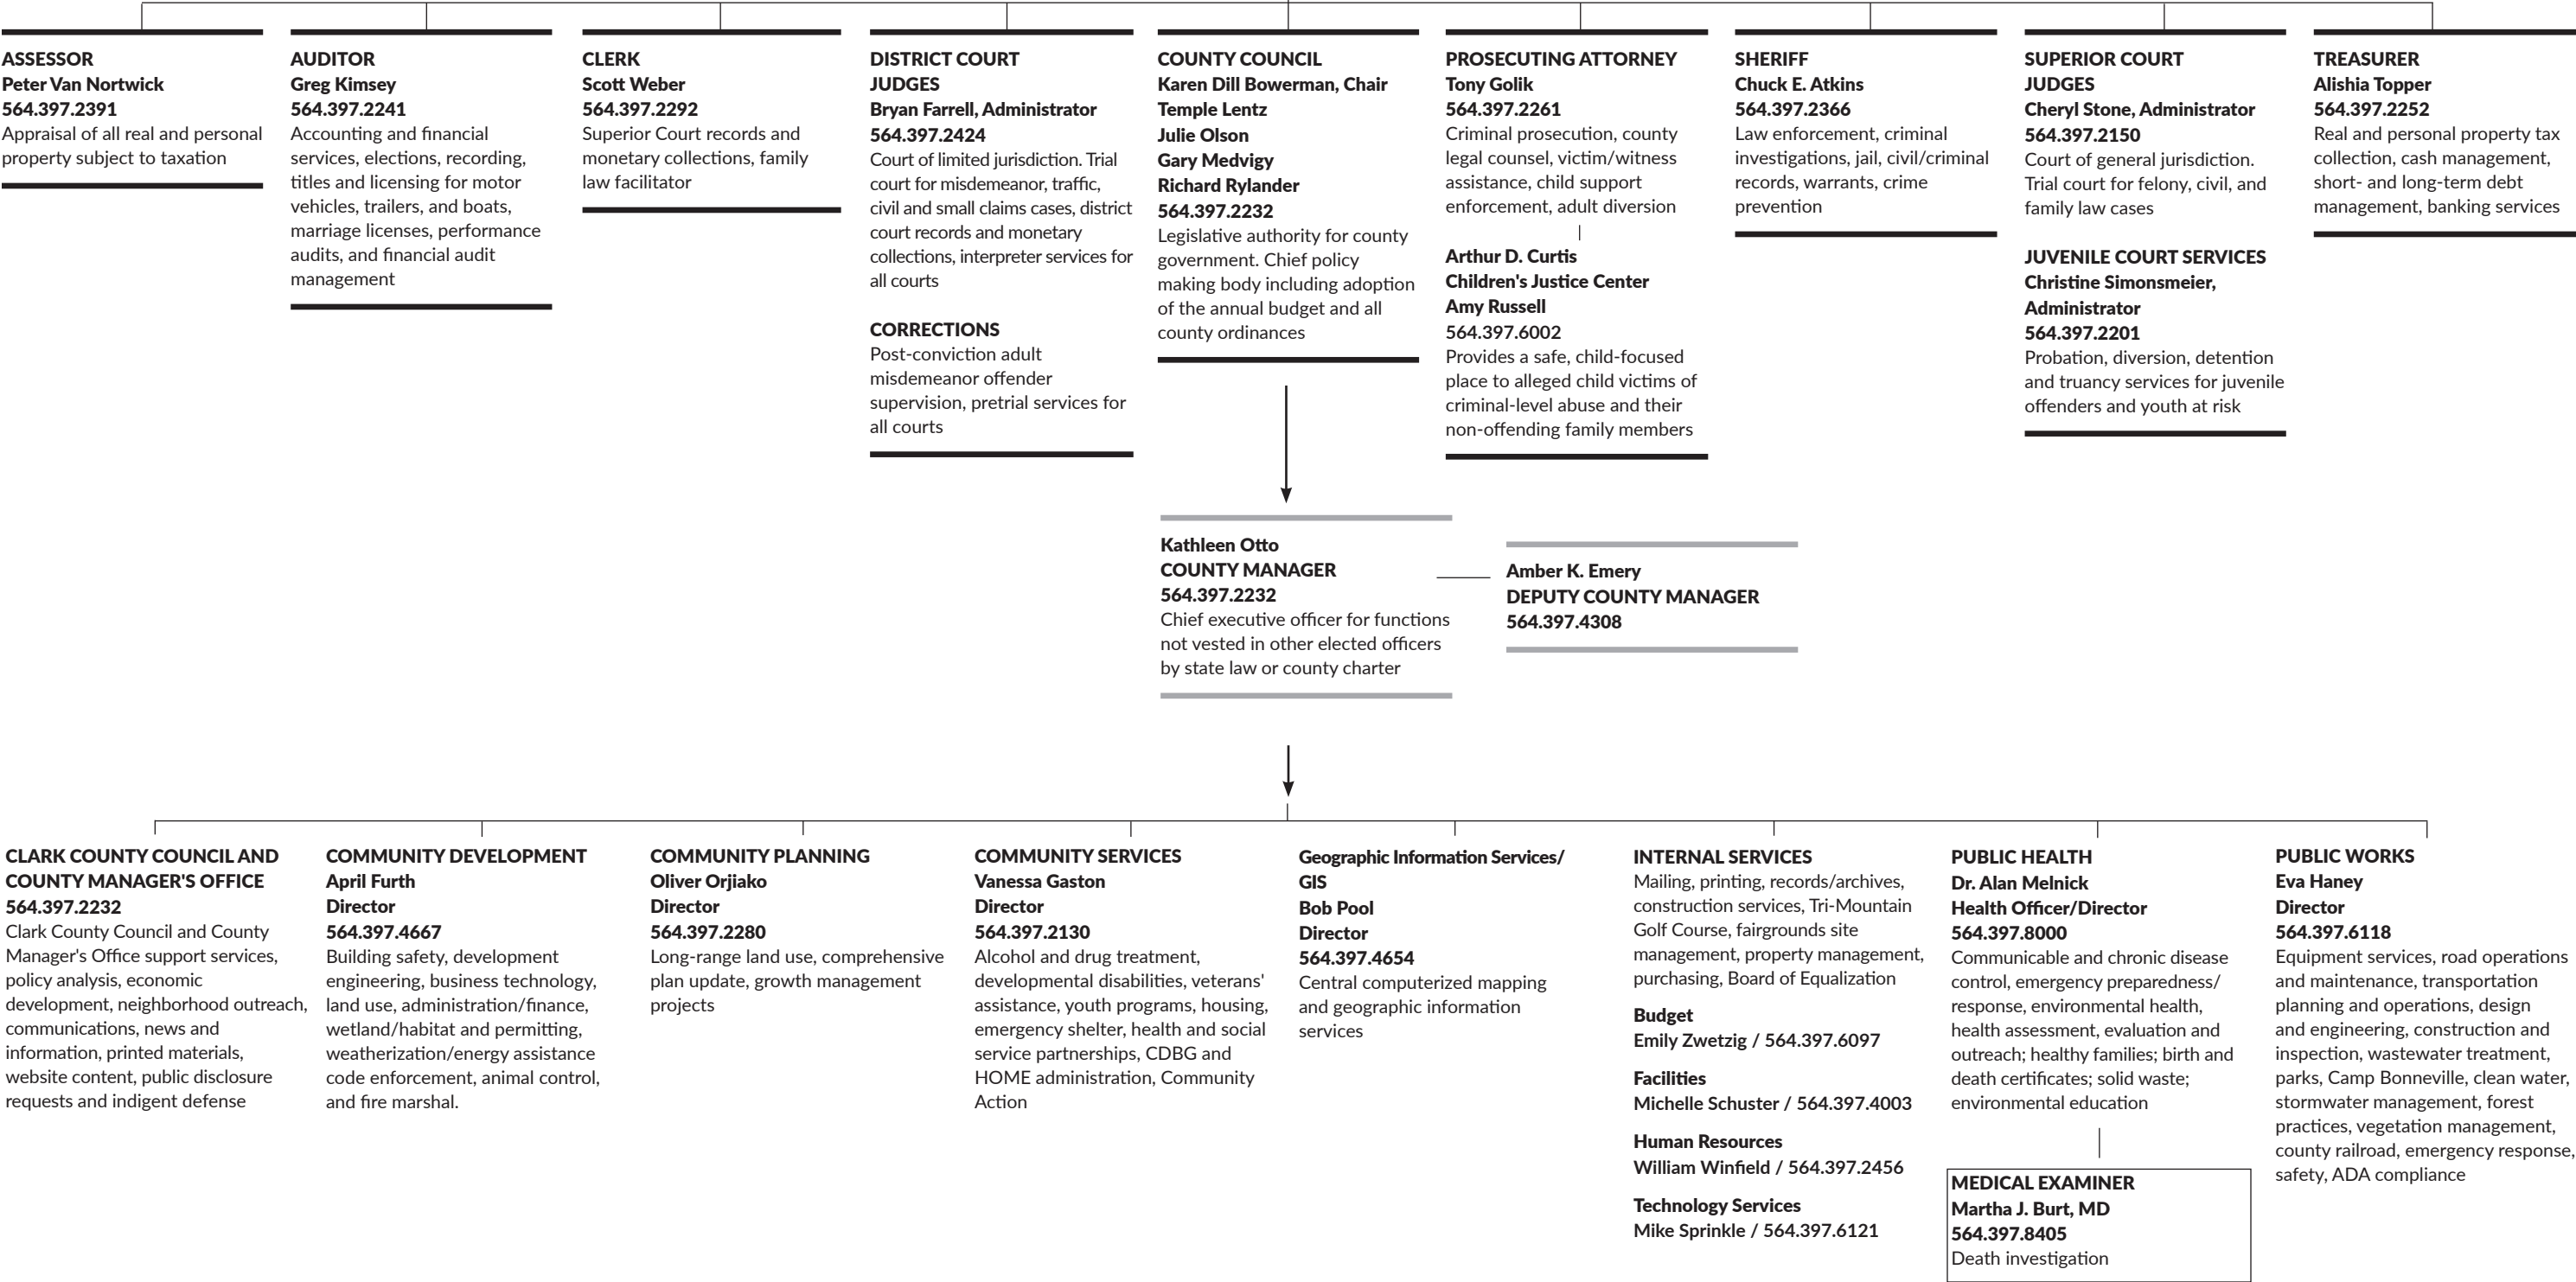 ASSESSOR
Peter Van Nortwick
564.397.2391
Appraisal of all real and personal
property subject to taxation
AUDITOR
Greg Kimsey
564.397.2241
Accounting and financial
services, elections, recording,
titles and licensing for motor
vehicles, trailers, and boats,
marriage licenses, performance
audits, and financial audit
management
CLERK
Scott Weber
564.397.2292
Superior Court records and
monetary collections, family
law facilitator
DISTRICT COURT
JUDGES
Bryan Farrell, Administrator
564.397.2424
Court of limited jurisdiction. Trial
court for misdemeanor, traffic,
civil and small claims cases, district
court records and monetary
collections, interpreter services for
all courts
CORRECTIONS
Post-conviction adult
misdemeanor offender
supervision, pretrial services for
all courts
COUNTY COUNCIL
Karen Dill Bowerman, Chair
Temple Lentz
Julie Olson
Gary Medvigy
Richard Rylander
564.397.2232
Legislative authority for county
government. Chief policy
making body including adoption
of the annual budget and all
county ordinances
PROSECUTING ATTORNEY
Tony Golik
564.397.2261
Criminal prosecution, county
legal counsel, victim/witness
assistance, child support
enforcement, adult diversion
Arthur D. Curtis
Children's Justice Center
Amy Russell
564.397.6002
Provides a safe, child-focused
place to alleged child victims of
criminal-level abuse and their
non-offending family members
SHERIFF
Chuck E. Atkins
564.397.2366
Law enforcement, criminal
investigations, jail, civil/criminal
records, warrants, crime
prevention
SUPERIOR COURT
JUDGES
Cheryl Stone, Administrator
564.397.2150
Court of general jurisdiction.
Trial court for felony, civil, and
family law cases
JUVENILE COURT SERVICES
Christine Simonsmeier,
Administrator
564.397.2201
Probation, diversion, detention
and truancy services for juvenile
offenders and youth at risk
TREASURER
Alishia Topper
564.397.2252
Real and personal property tax
collection, cash management,
short- and long-term debt
management, banking services
Kathleen Otto
COUNTY MANAGER
564.397.2232
Chief executive officer for functions
not vested in other elected officers
by state law or county charter
Amber K. Emery
DEPUTY COUNTY MANAGER
564.397.4308
CLARK COUNTY COUNCIL AND
COUNTY MANAGER'S OFFICE
564.397.2232
Clark County Council and County
Manager's Office support services,
policy analysis, economic
development, neighborhood outreach,
communications, news and
information, printed materials,
website content, public disclosure
requests and indigent defense
COMMUNITY DEVELOPMENT
April Furth
Director
564.397.4667
Building safety, development
engineering, business technology,
land use, administration/finance,
wetland/habitat and permitting,
weatherization/energy assistance
code enforcement, animal control,
and fire marshal.
COMMUNITY PLANNING
Oliver Orjiako
Director
564.397.2280
Long-range land use, comprehensive
plan update, growth management
projects
COMMUNITY SERVICES
Vanessa Gaston
Director
564.397.2130
Alcohol and drug treatment,
developmental disabilities, veterans'
assistance, youth programs, housing,
emergency shelter, health and social
service partnerships, CDBG and
HOME administration, Community
Action
Geographic Information Services/
GIS
Bob Pool
Director
564.397.4654
Central computerized mapping
and geographic information
services
INTERNAL SERVICES
Mailing, printing, records/archives,
construction services, Tri-Mountain
Golf Course, fairgrounds site
management, property management,
purchasing, Board of Equalization
Budget
Emily Zwetzig / 564.397.6097
Facilities
Michelle Schuster / 564.397.4003
Human Resources
William Winfield / 564.397.2456
Technology Services
Mike Sprinkle / 564.397.6121
PUBLIC HEALTH
Dr. Alan Melnick
Health Officer/Director
564.397.8000
Communicable and chronic disease
control, emergency preparedness/
response, environmental health,
health assessment, evaluation and
outreach; healthy families; birth and
death certificates; solid waste;
environmental education
MEDICAL EXAMINER
Martha J. Burt, MD
564.397.8405
Death investigation
PUBLIC WORKS
Eva Haney
Director
564.397.6118
Equipment services, road operations
and maintenance, transportation
planning and operations, design
and engineering, construction and
inspection, wastewater treatment,
parks, Camp Bonneville, clean water,
stormwater management, forest
practices, vegetation management,
county railroad, emergency response,
safety, ADA compliance